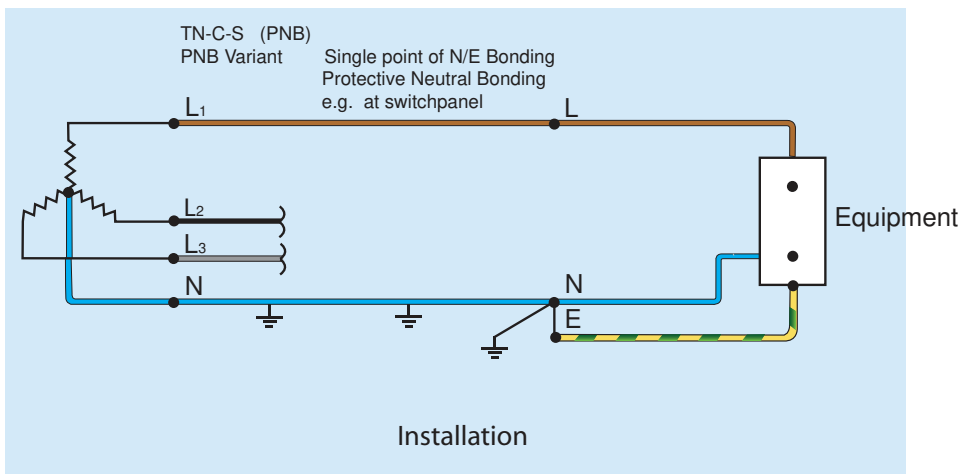 TN-C-S (PNB)
PNB Variant Single point of N/E Bonding
Protective Neutral Bonding
e.g. at switchpanel
L1 L
L2
Equipment
L3
N N
E
Installation